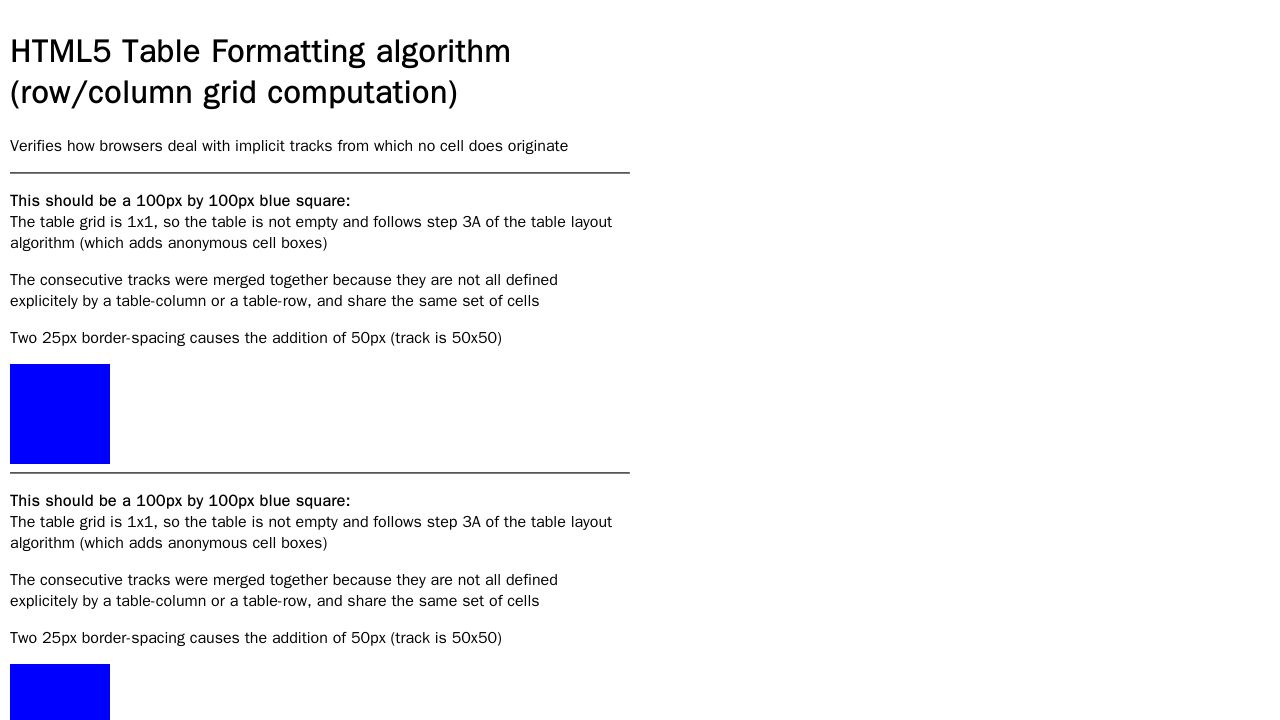 HTML5 Table Formatting algorithm
(row/column grid computation)
Verifies how browsers deal with implicit tracks from which no cell does originate
This should be a 100px by 100px blue square:
The table grid is 1x1, so the table is not empty and follows step 3A of the table layout
algorithm (which adds anonymous cell boxes)
The consecutive tracks were merged together because they are not all defined
explicitely by a table-column or a table-row, and share the same set of cells
Two 25px border-spacing causes the addition of 50px (track is 50x50)
This should be a 100px by 100px blue square:
The table grid is 1x1, so the table is not empty and follows step 3A of the table layout
algorithm (which adds anonymous cell boxes)
The consecutive tracks were merged together because they are not all defined
explicitely by a table-column or a table-row, and share the same set of cells
Two 25px border-spacing causes the addition of 50px (track is 50x50)